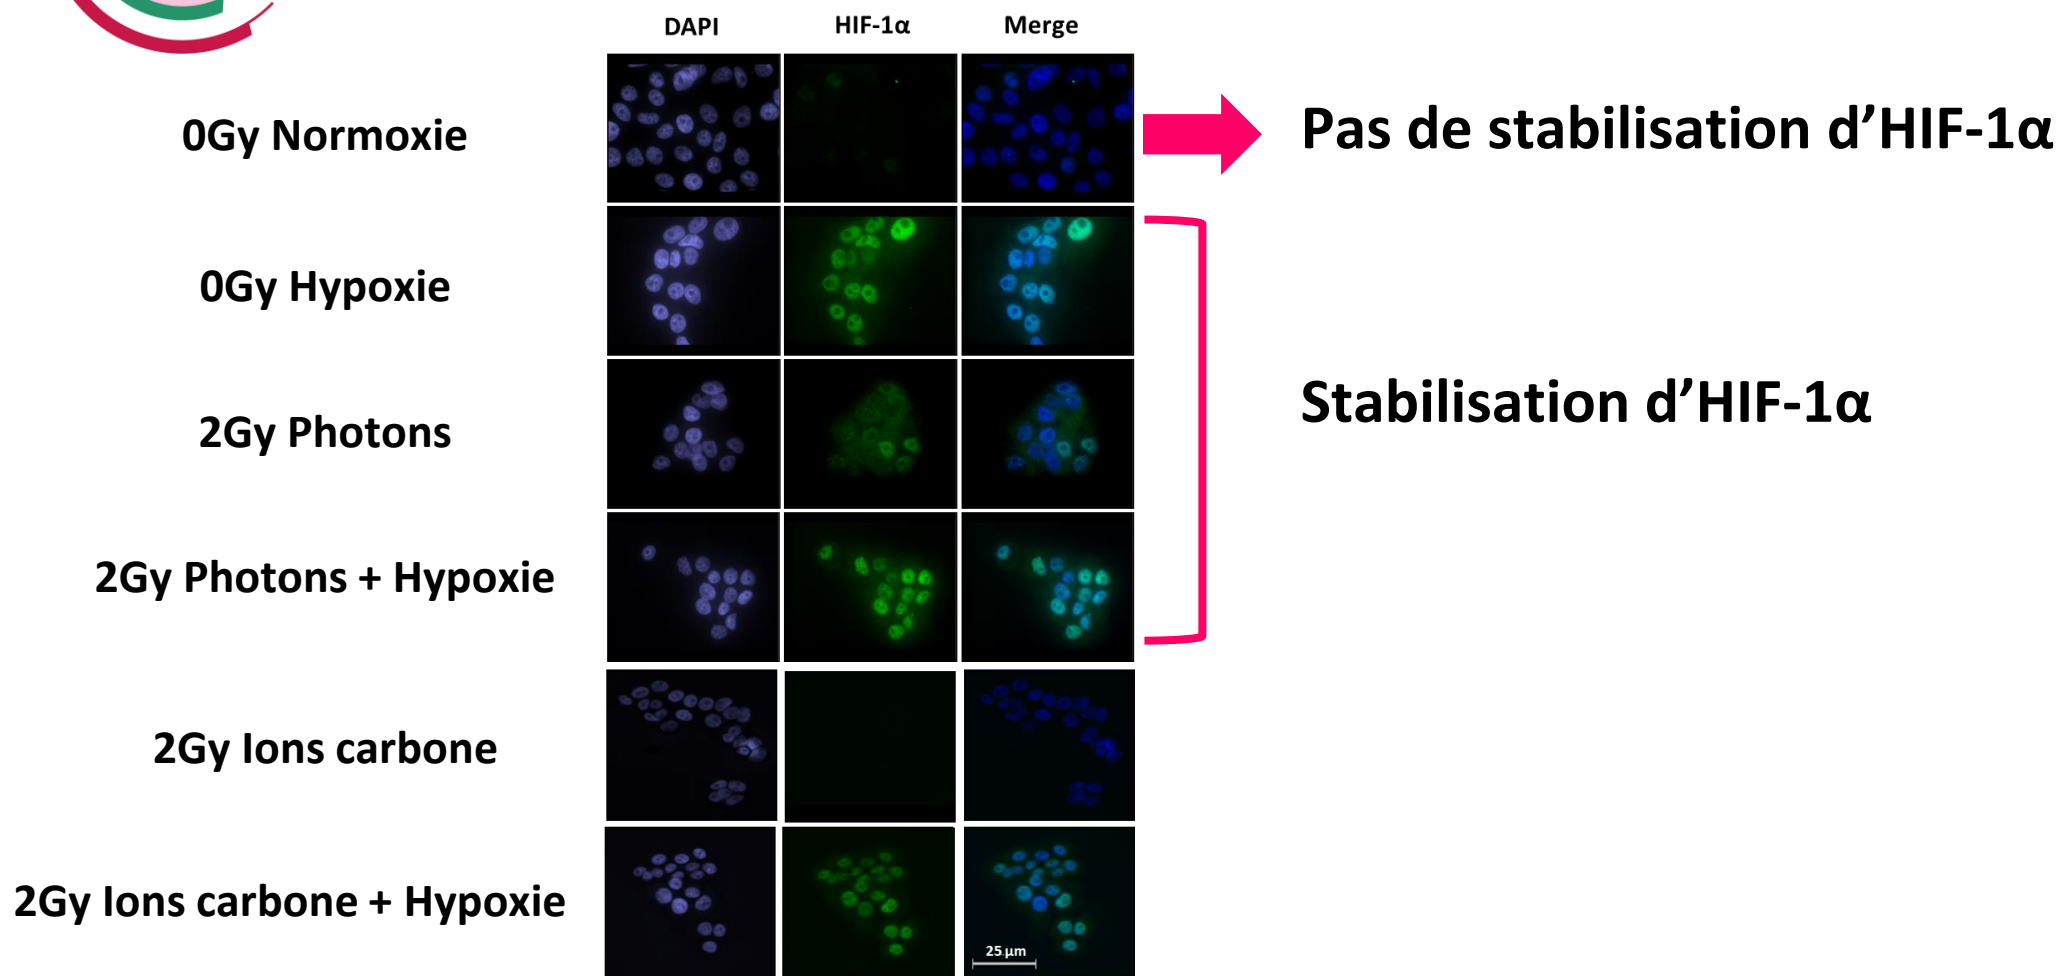 DAPI HIF-1α Merge
0Gy Normoxie
Pas de stabilisation d’HIF-1α
0Gy Hypoxie
Stabilisation d’HIF-1α
2Gy Photons
2Gy Photons + Hypoxie
2Gy Ions carbone
2Gy Ions carbone + Hypoxie
25 µm